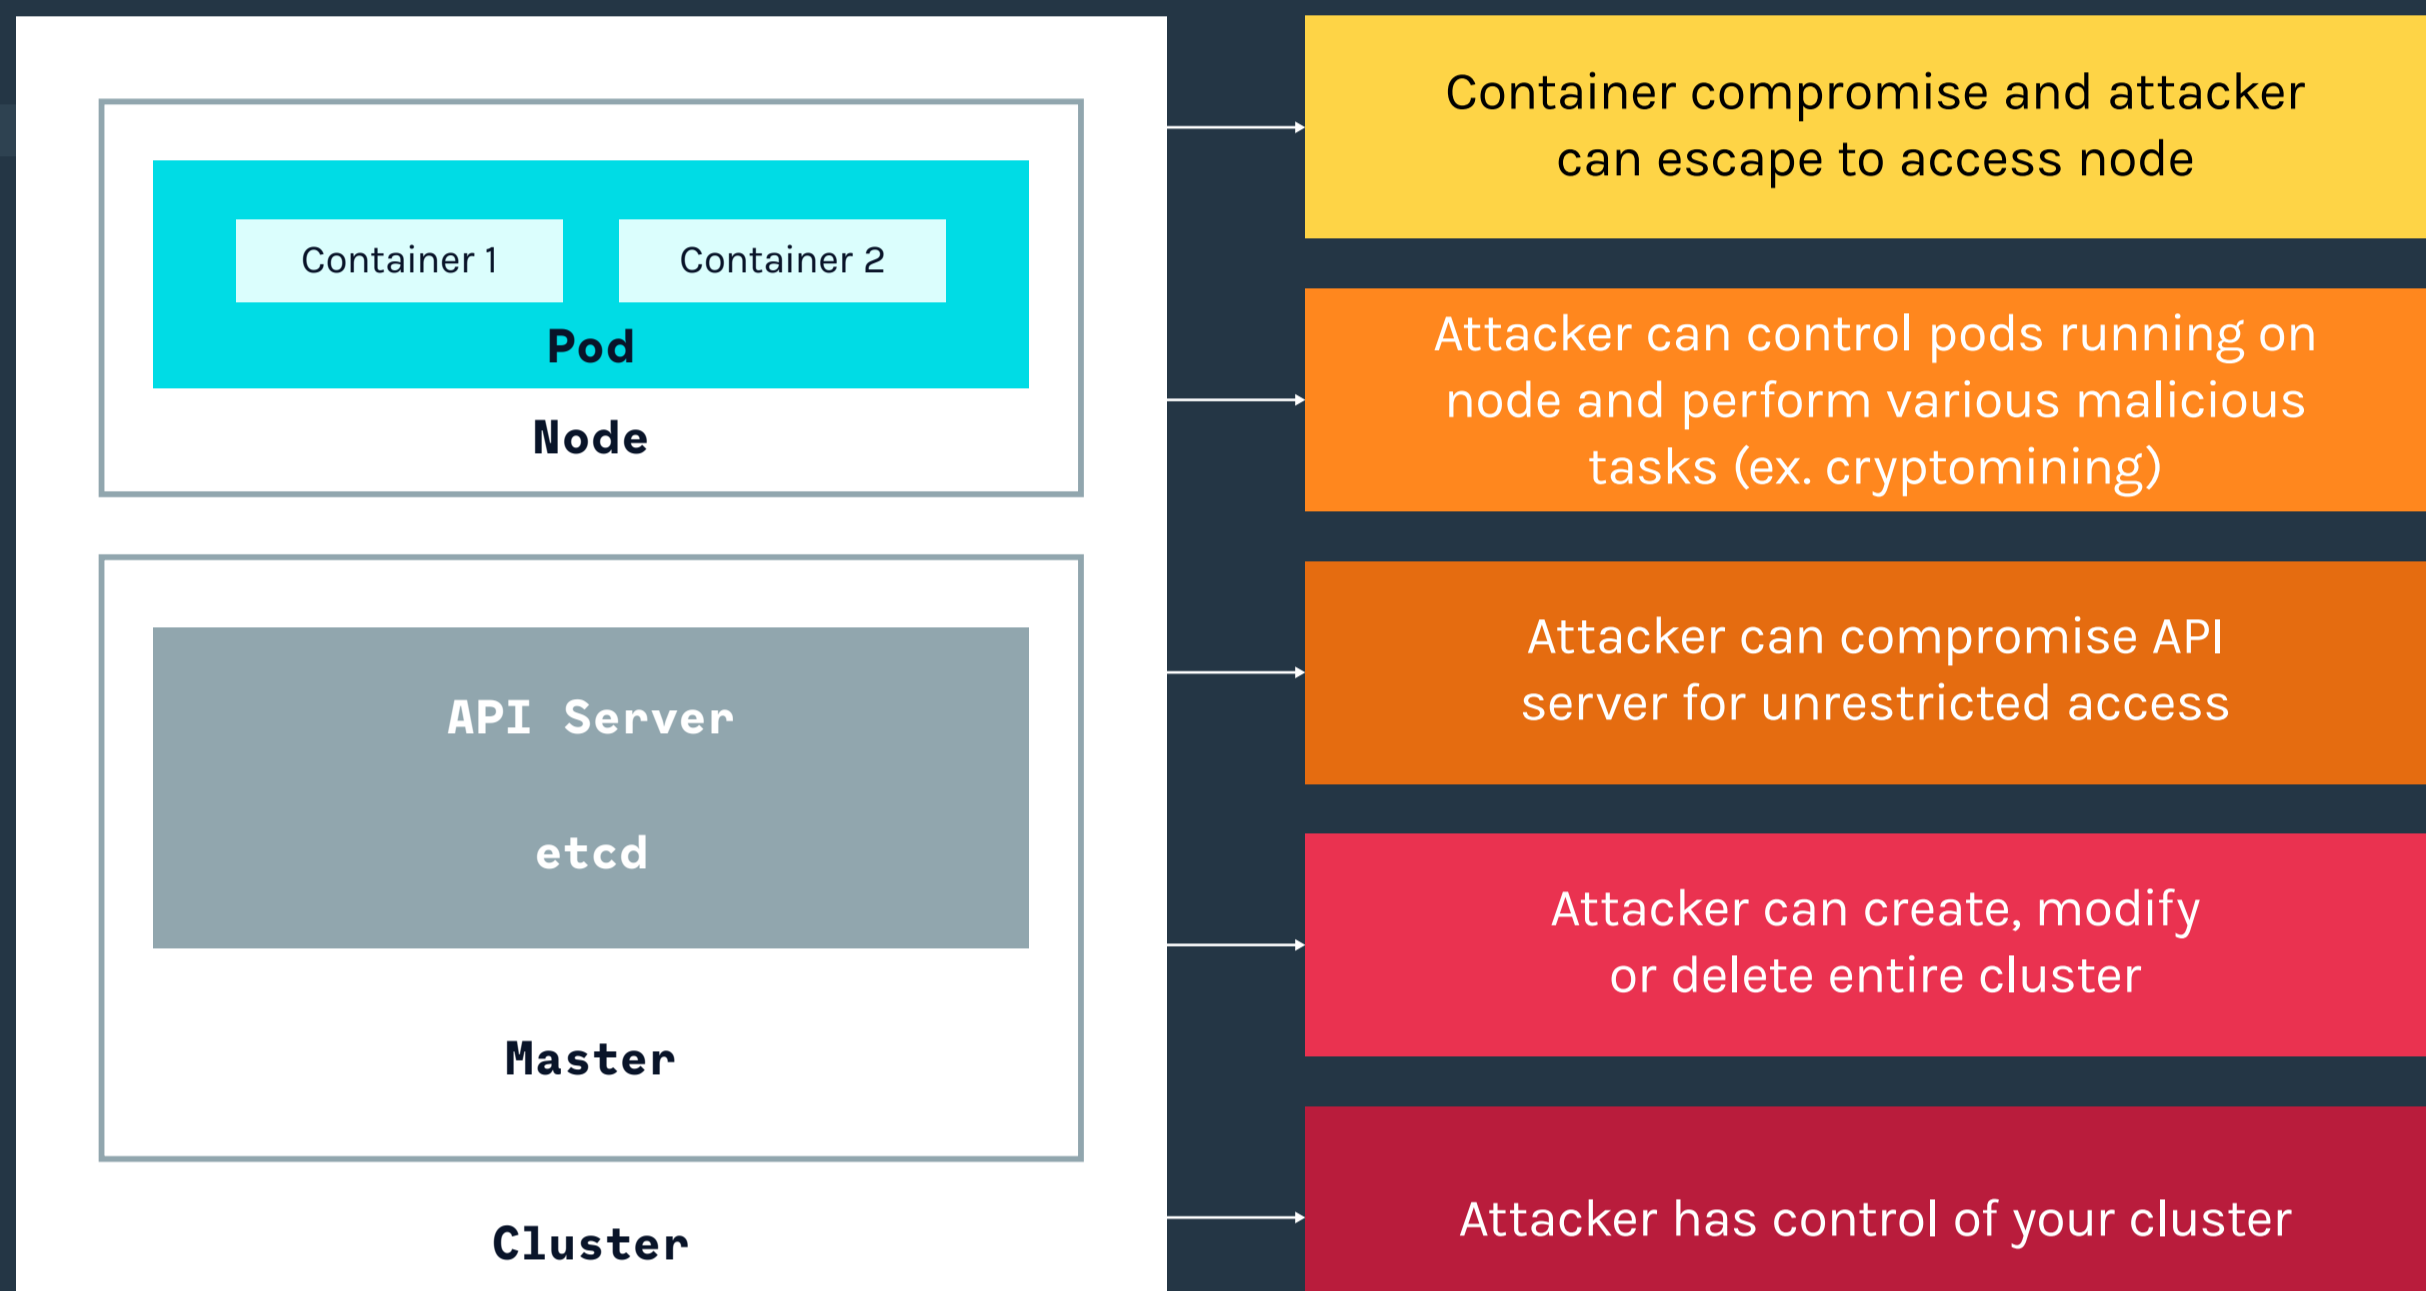 Container 1
Container 2
Pod
Node
API Server
etcd
Master
Cluster
Container compromise and attacker
can escape to access node
Attacker can control pods running on
node and perform various malicious
tasks (ex. cryptomining)
Attacker can compromise API
server for unrestricted access
Attacker can create, modify
or delete entire cluster
Attacker has control of your cluster